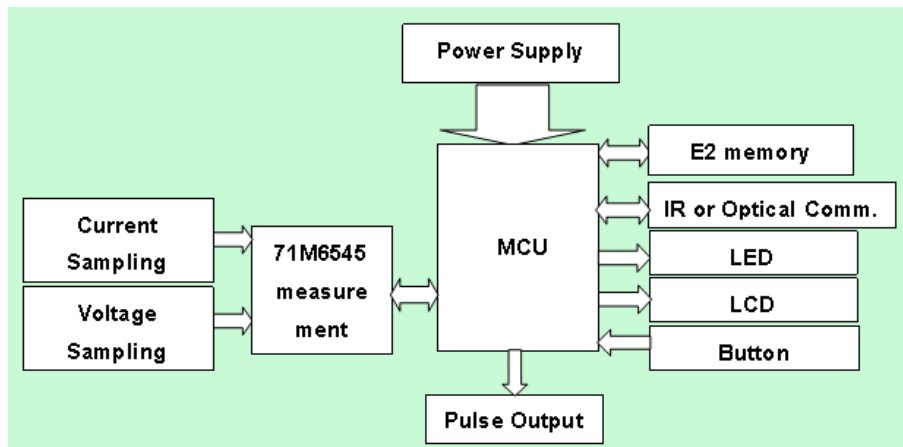 Power Supply
E2 memory
IR or Optical Comm.
Current
Sampling
71M6545
measure
ment
MCU
LED
LCD
Voltage
Sampling
Button
Pulse Output